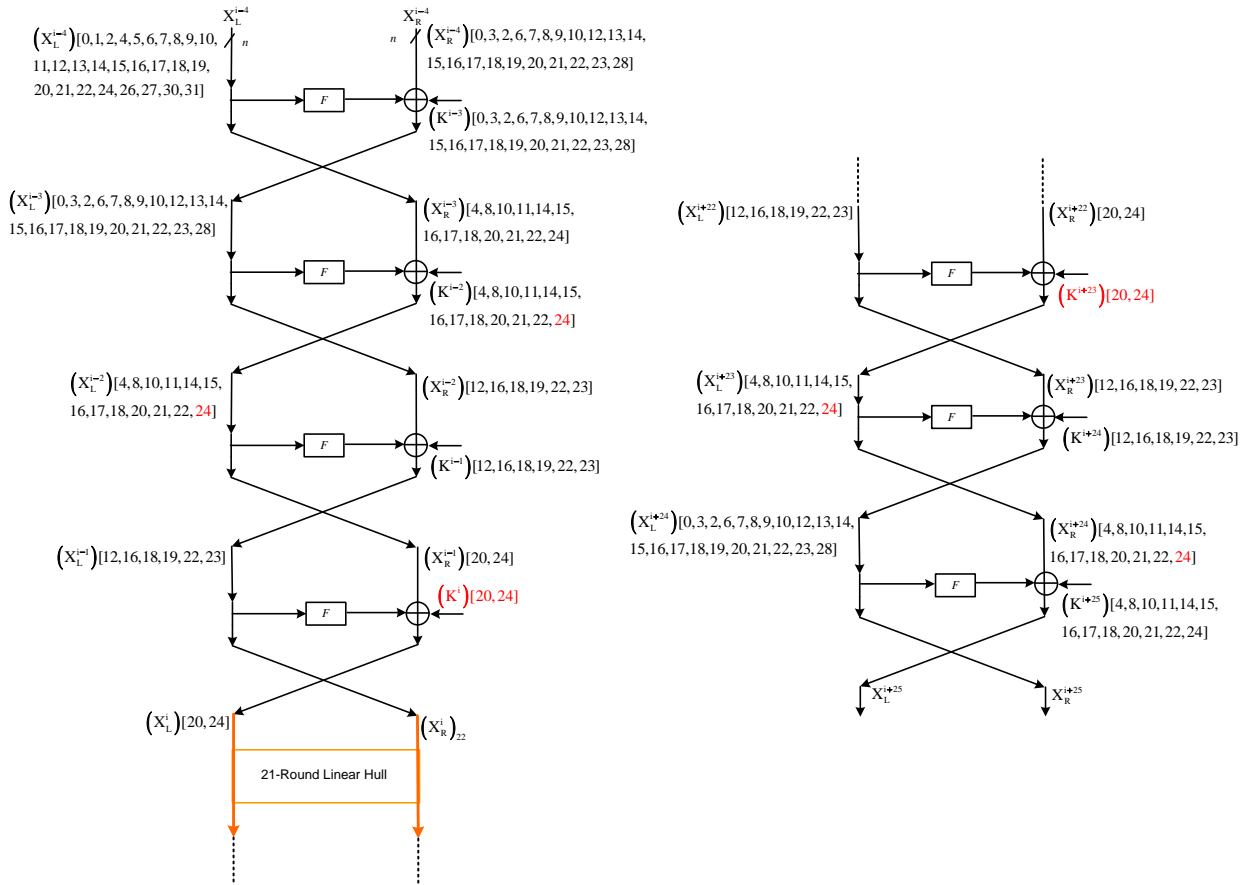 X_L^{i-4} X_R^{i-4}
(X_L^{i-4})[0,1,2,4,5,6,7,8,9,10,
11,12,13,14,15,16,17,18,19,
20,21,22,24,26,27,30,31]
n
n
(X_R^{i-4})[0,3,2,6,7,8,9,10,12,13,14,
15,16,17,18,19,20,21,22,23,28]
F
(K^{i-3})[0,3,2,6,7,8,9,10,12,13,14,
15,16,17,18,19,20,21,22,23,28]
(X_L^{i-3})[0,3,2,6,7,8,9,10,12,13,14,
15,16,17,18,19,20,21,22,23,28]
(X_R^{i-3})[4,8,10,11,14,15,
16,17,18,20,21,22,24]
F
(K^{i-2})[4,8,10,11,14,15,
16,17,18,20,21,22,24]
(X_L^{i-2})[4,8,10,11,14,15,
16,17,18,20,21,22,24]
(X_R^{i-2})[12,16,18,19,22,23]
F
(K^{i-1})[12,16,18,19,22,23]
(X_L^{i-1})[12,16,18,19,22,23]
(X_R^{i-1})[20,24]
F
(K^i)[20,24]
(X_L^i)[20,24]
(X_R^i)_{22}
21-Round Linear Hull
(X_L^{i+22})[12,16,18,19,22,23]
(X_R^{i+22})[20,24]
F
(K^{i+23})[20,24]
(X_L^{i+23})[4,8,10,11,14,15,
16,17,18,20,21,22,24]
(X_R^{i+23})[12,16,18,19,22,23]
F
(K^{i+24})[12,16,18,19,22,23]
(X_L^{i+24})[0,3,2,6,7,8,9,10,12,13,14,
15,16,17,18,19,20,21,22,23,28]
(X_R^{i+24})[4,8,10,11,14,15,
16,17,18,20,21,22,24]
F
(K^{i+25})[4,8,10,11,14,15,
16,17,18,20,21,22,24]
X_L^{i+25}
X_R^{i+25}